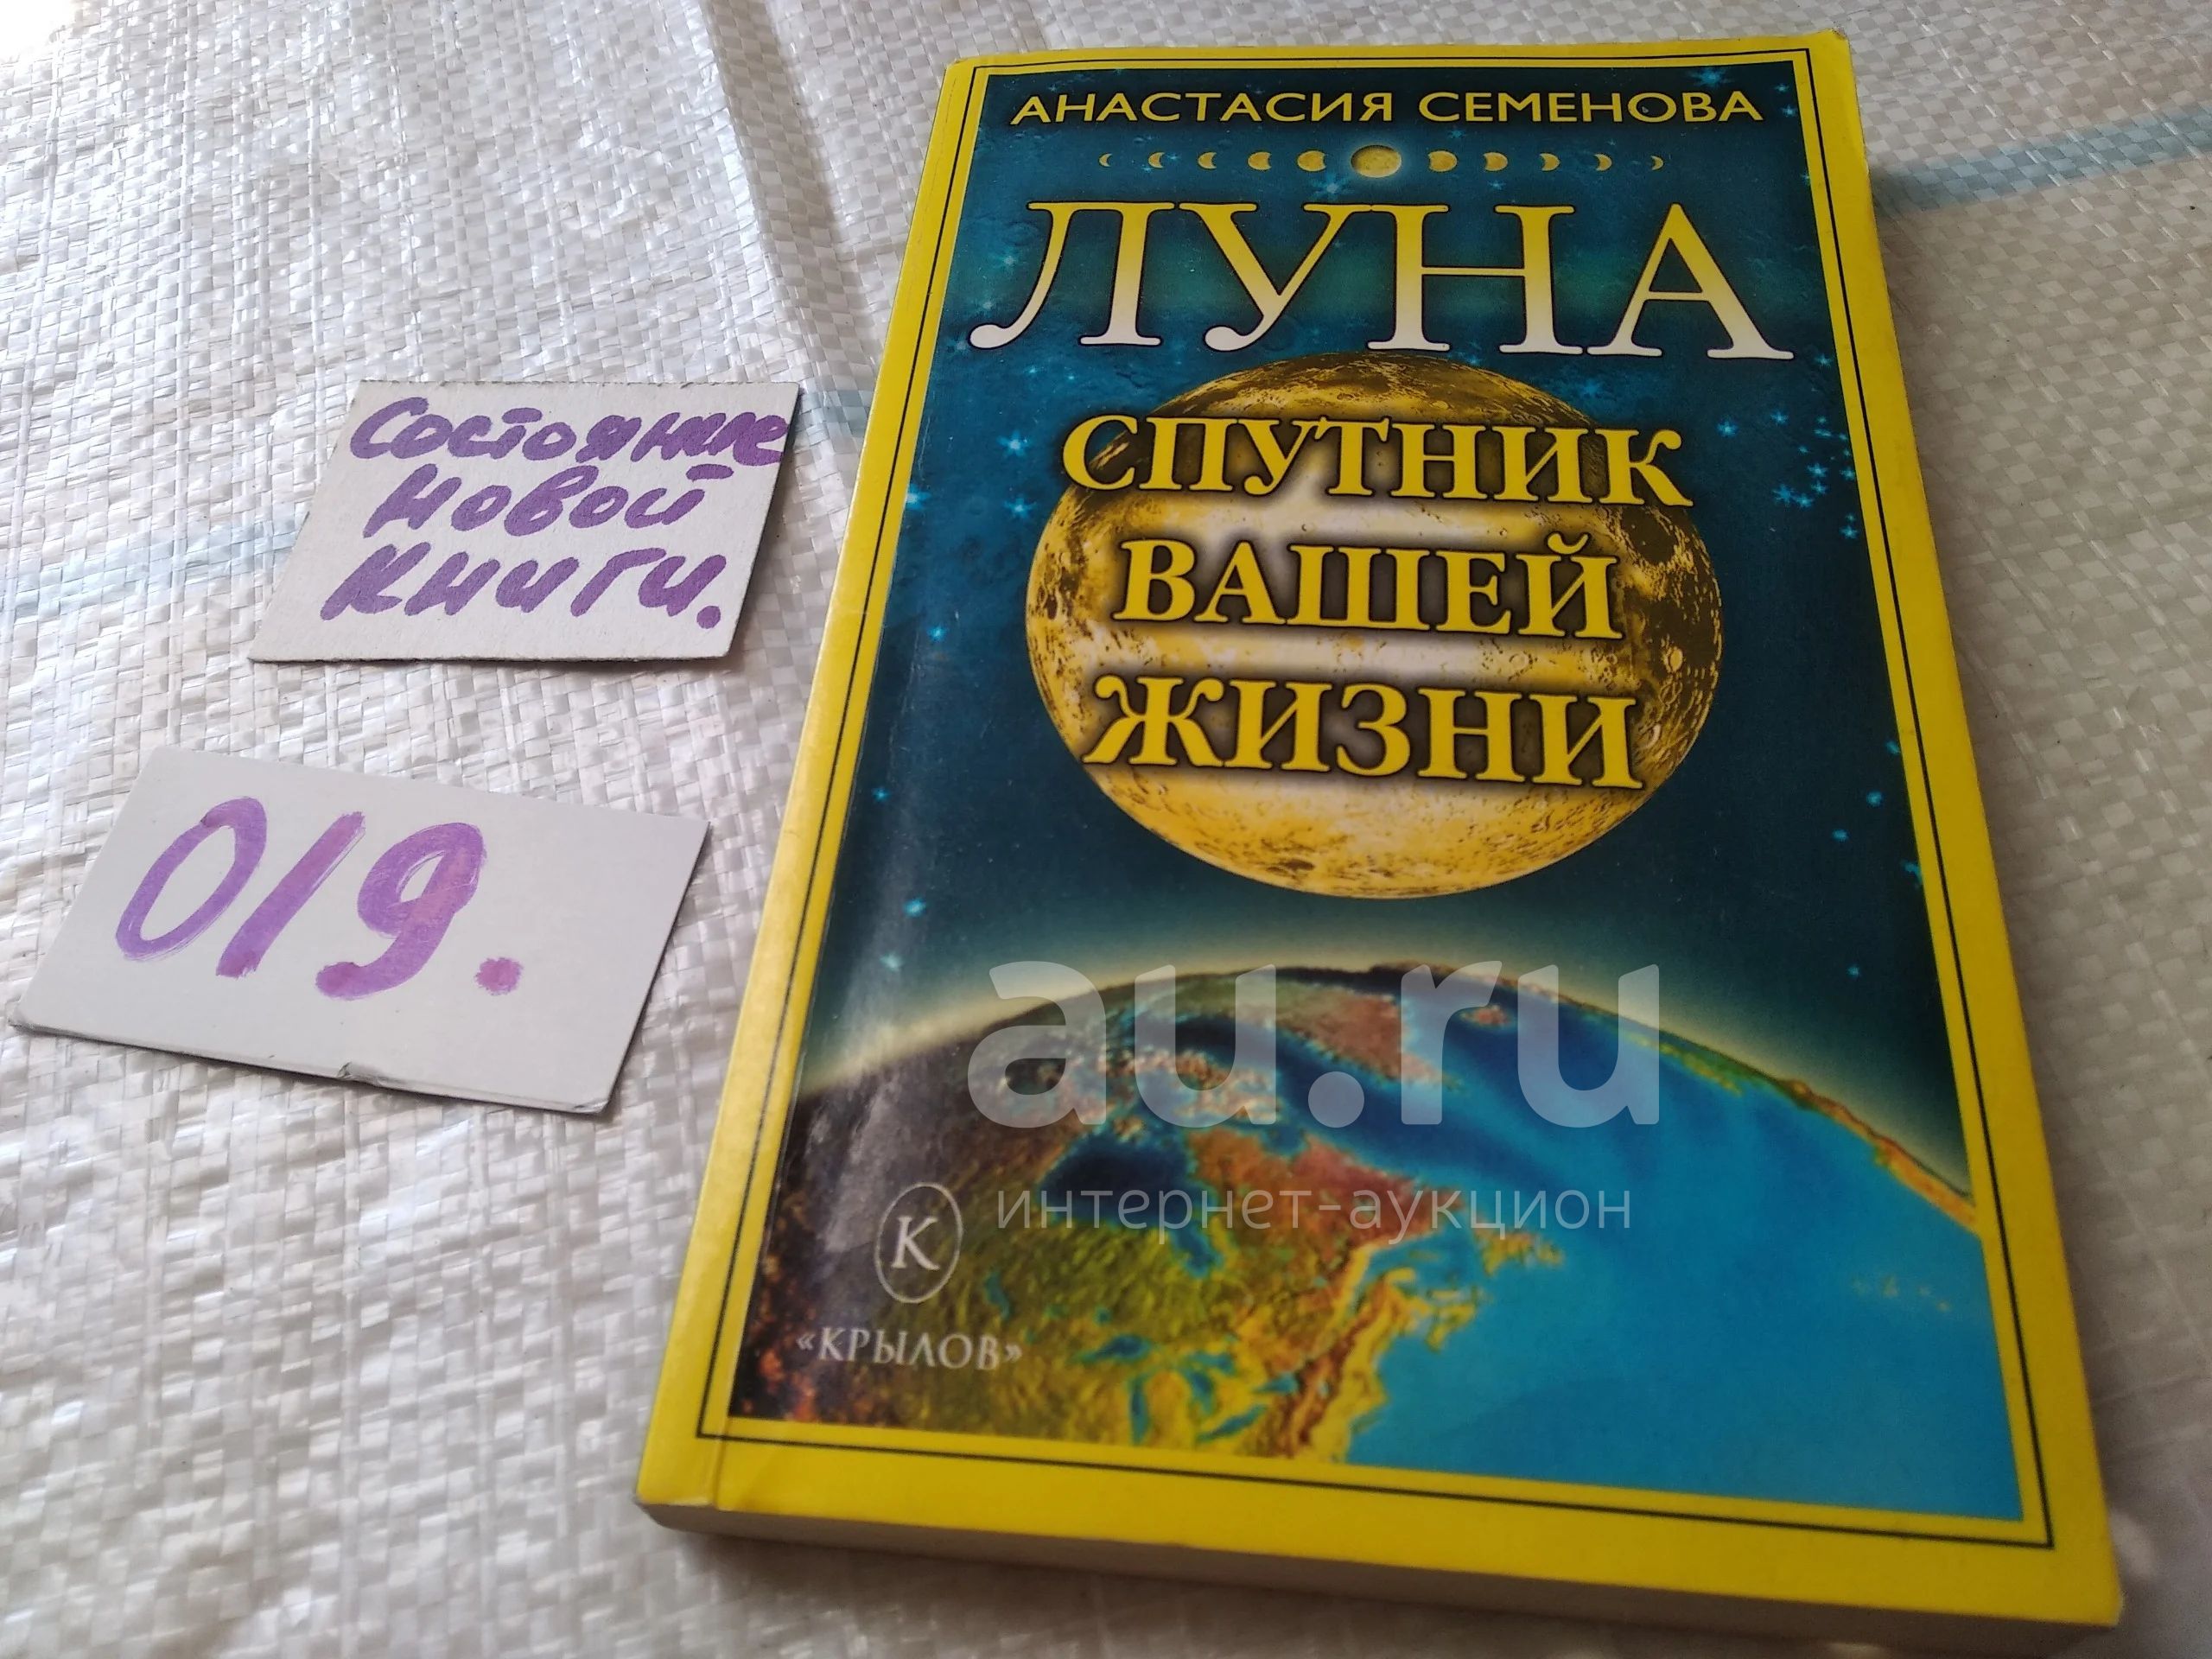 АНАСТАСИЯ СЕМЕНОВА
ЛУНА
СПУТНИК
ВАШЕЙ
ЖИЗНИ
К
«КРЫЛОВ»
Состояние
новой
книги.
019.
au.ru
интернет-аукцион